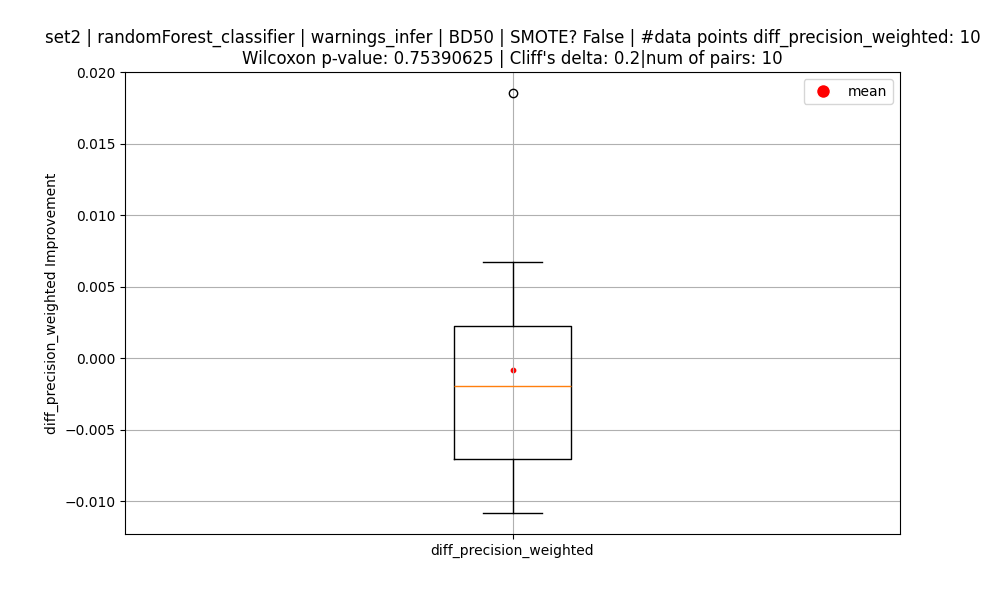 set2 | randomForest_classifier | warnings_infer | BD50 | SMOTE? False | #data points diff_precision_weighted: 10
Wilcoxon p-value: 0.75390625 | Cliff's delta: 0.2|num of pairs: 10
mean
0.020
0.015
0.010
0.005
0.000
−0.005
−0.010
diff_precision_weighted Improvement
diff_precision_weighted